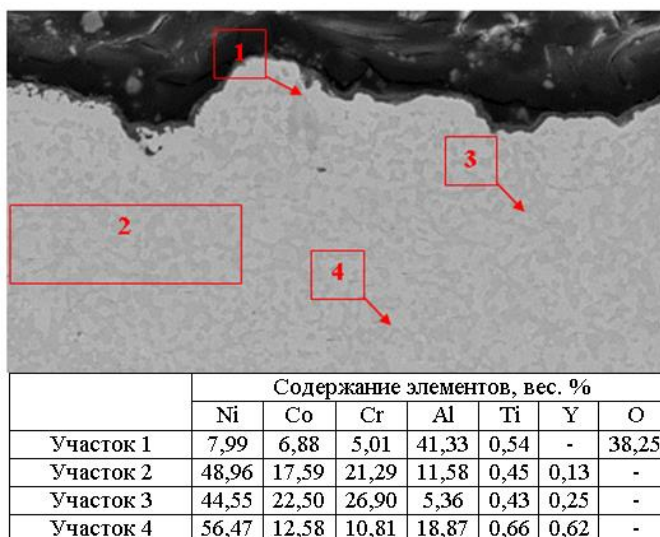 1
3
2
4
Содержание элементов, вес. %
Ni Co Cr Al Ti Y O
Участок 1 7,99 6,88 5,01 41,33 0,54 - 38,25
Участок 2 48,96 17,59 21,29 11,58 0,45 0,13 -
Участок 3 44,55 22,50 26,90 5,36 0,43 0,25 -
Участок 4 56,47 12,58 10,81 18,87 0,66 0,62 -